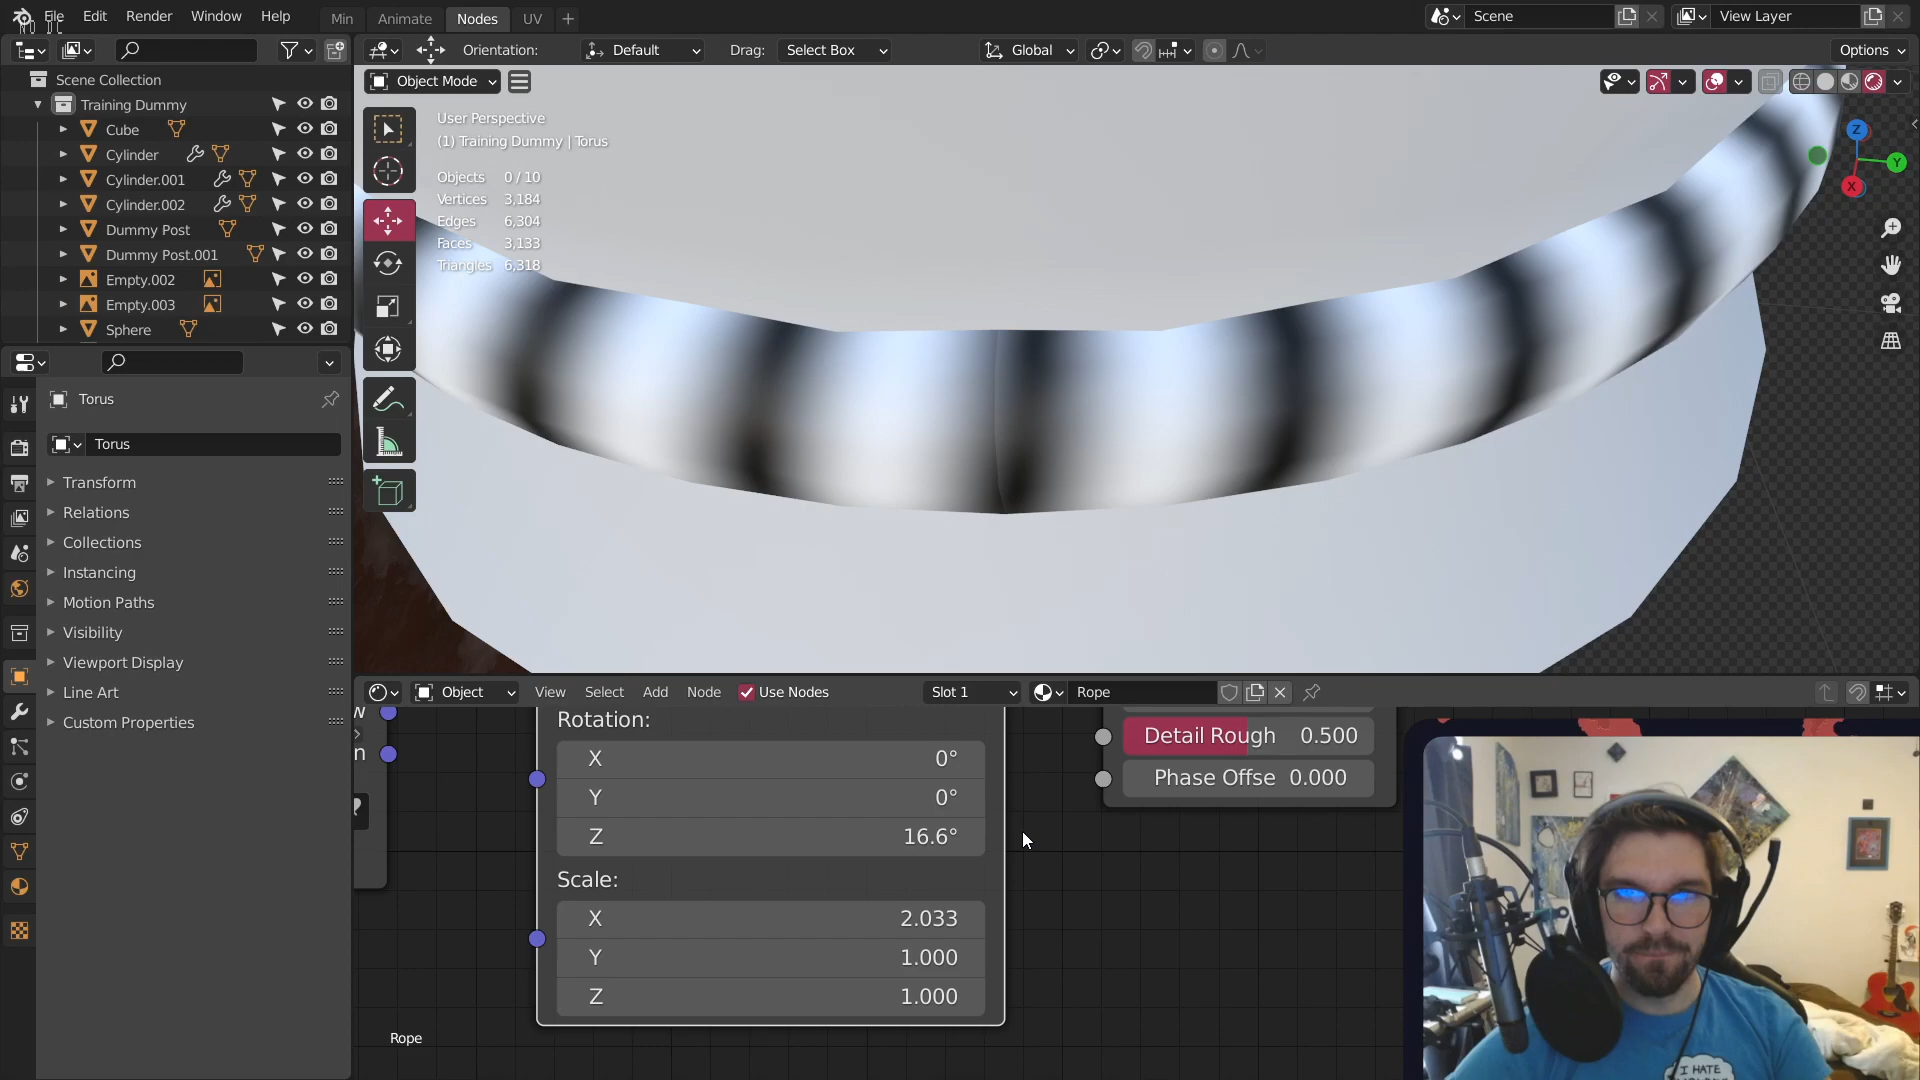 File Edit Render Window Help Min Animate Nodes UV Scene View Layer
Orientation: Default Drag: Select Box Global Options
Scene Collection
Training Dummy
Cube
Cylinder
Cylinder.001
Cylinder.002
Dummy Post
Dummy Post.001
Empty.002
Empty.003
Sphere
Torus
Torus
Transform
Relations
Collections
Instancing
Motion Paths
Visibility
Viewport Display
Line Art
Custom Properties
Object Mode
User Perspective
(1) Training Dummy | Torus
Objects 0 / 10
Vertices 3,184
Edges 6,304
Faces 3,133
Triangles 6,318
Z
Y
X
Object View Select Add Node Use Nodes Slot 1 Rope
Rotation:
X 0°
Y 0°
Z 16.6°
Scale:
X 2.033
Y 1.000
Z 1.000
Detail Rough 0.500
Phase Offse 0.000
Rope
I HATE